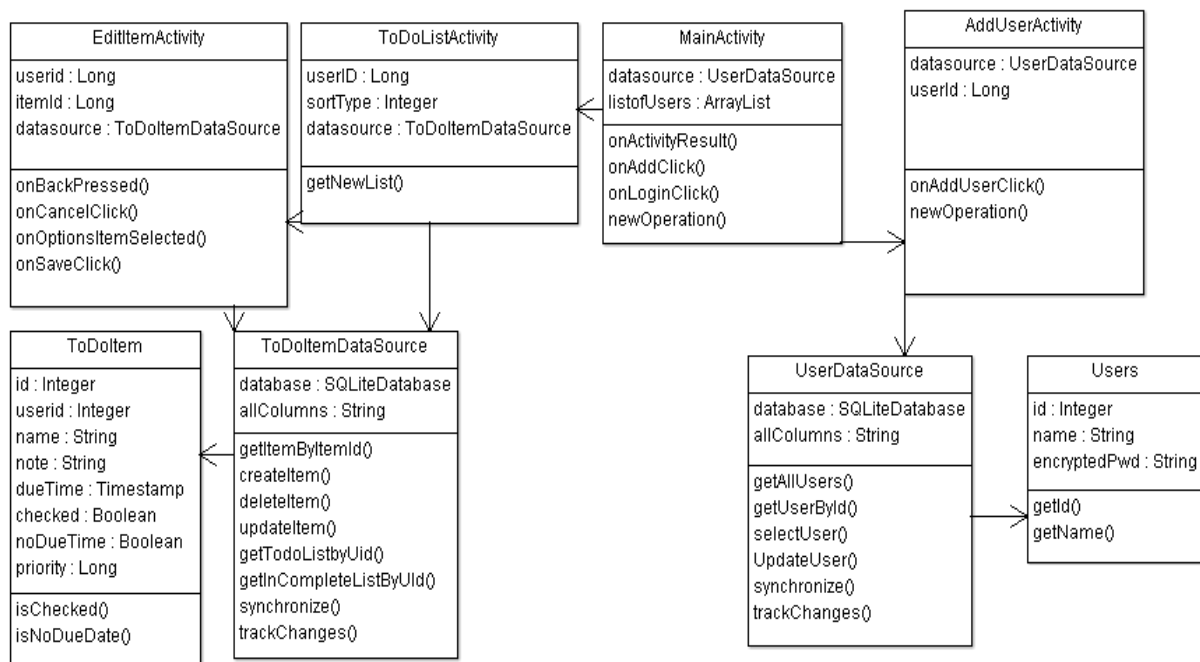 EditItemActivity
userid : Long
itemId : Long
datasource : ToDoItemDataSource
onBackPressed()
onCancelClick()
onOptionsItemSelected()
onSaveClick()
ToDoListActivity
userID : Long
sortType : Integer
datasource : ToDoItemDataSource
getNewList()
MainActivity
datasource : UserDataSource
listofUsers : ArrayList
onActivityResult()
onAddClick()
onLoginClick()
newOperation()
AddUserActivity
datasource : UserDataSource
userId : Long
onAddUserClick()
newOperation()
ToDoItem
id : Integer
userid : Integer
name : String
note : String
dueTime : Timestamp
checked : Boolean
noDueTime : Boolean
priority : Long
isChecked()
isNoDueDate()
ToDoItemDataSource
database : SQLiteDatabase
allColumns : String
getItemByItemId()
createItem()
deleteItem()
updateItem()
getTodoListbyUid()
getInCompleteListByUId()
synchronize()
trackChanges()
UserDataSource
database : SQLiteDatabase
allColumns : String
getAllUsers()
getUserById()
selectUser()
UpdateUser()
synchronize()
trackChanges()
Users
id : Integer
name : String
encryptedPwd : String
getId()
getName()